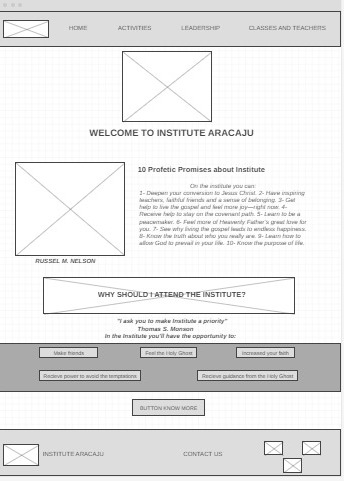 HOME ACTIVITIES LEADERSHIP CLASSES AND TEACHERS
WELCOME TO INSTITUTE ARACAJU
10 Profetic Promises about Institute
On the institute you can:
1- Deepen your conversion to Jesus Christ. 2- Have inspiring
teachers, faithful friends and a sense of belonging. 3- Get
help to live the gospel and feel more joy—right now. 4-
Receive help to stay on the covenant path. 5- Learn to be a
peacemaker. 6- Feel more of Heavenly Father's great love for
you. 7- See why living the gospel leads to endless blessings.
8- Know the truth about who you really are. 9- Learn how to
allow God to prevail in your life. 10- Know the purpose of life.
RUSSEL M. NELSON
WHY SHOULD I ATTEND THE INSTITUTE?
"I ask you to make Institute a priority"
Thomas S. Monson
In the Institute you'll have the opportunity to:
Make friends Feel the Holy Ghost Increased your faith
Recieve power to avoid the temptations Recieve guidence from the Holy Ghost
BUTTON KNOW MORE
INSTITUTE ARACAJU CONTACT US